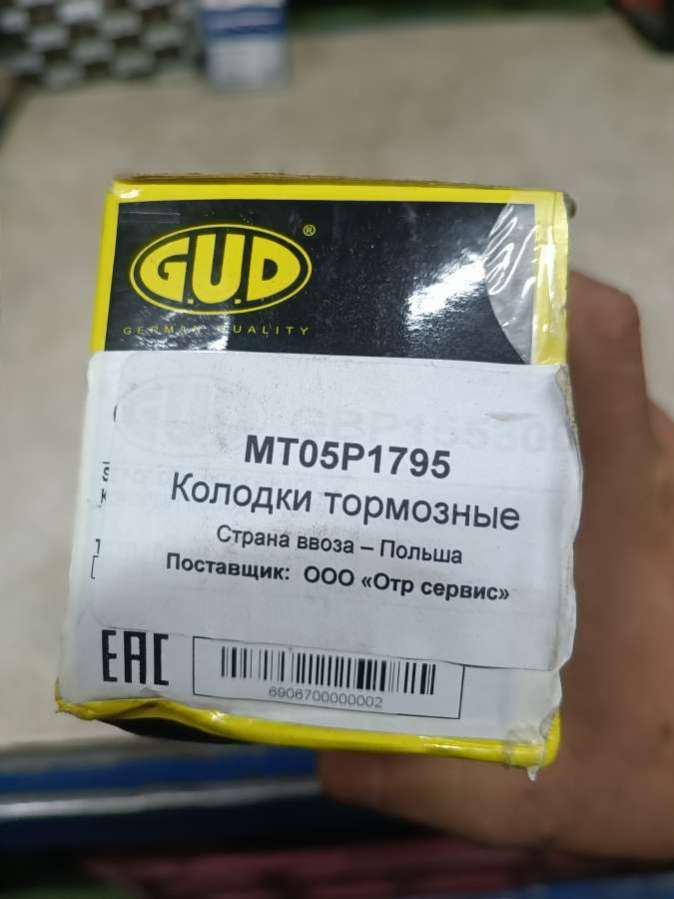 G.U.D®
GERMAN QUALITY
MT05P1795
Колодки тормозные
Страна ввоза – Польша
Поставщик: ООО «Отр сервис»
EAC
6906700000002